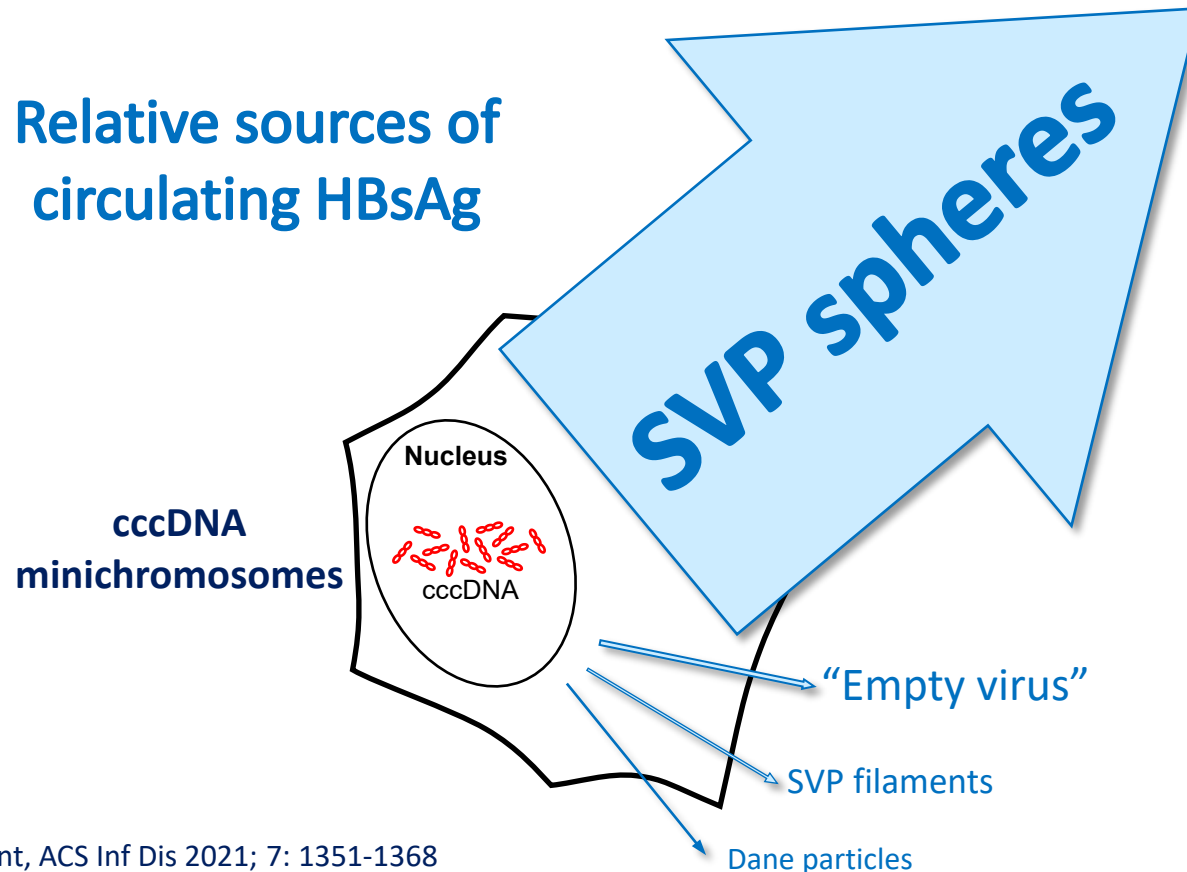 Relative sources of
circulating HBsAg
SVP spheres
Nucleus
cccDNA
cccDNA
minichromosomes
“Empty virus”
SVP filaments
Dane particles
ACS Inf Dis 2021; 7: 1351-1368